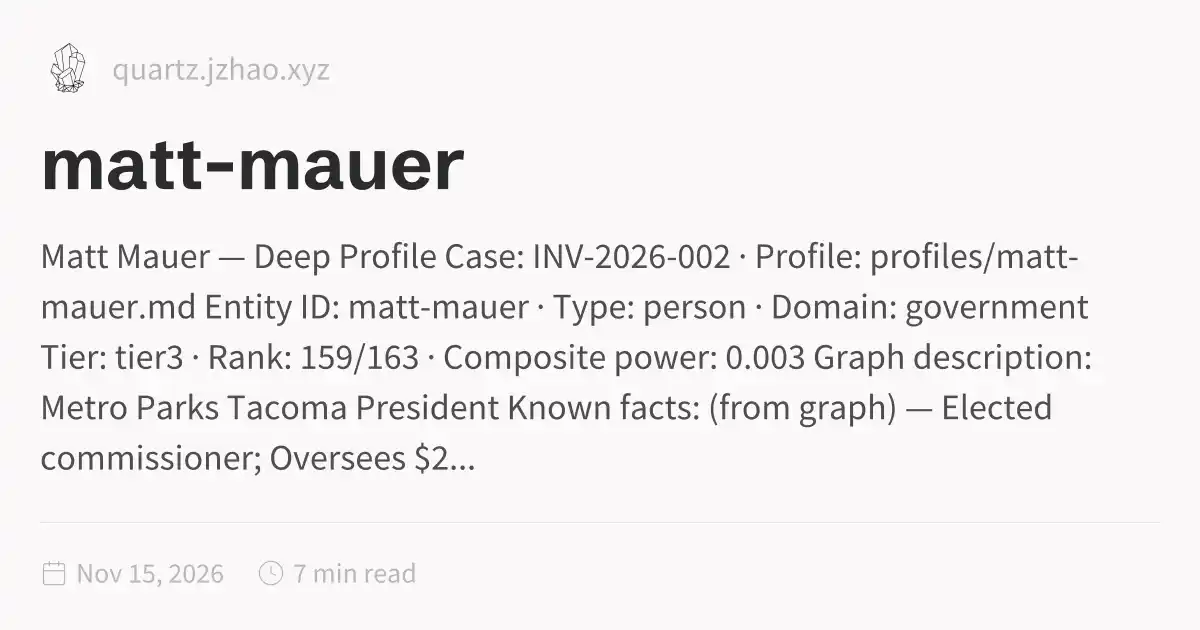 quartz.jzhao.xyz
matt-mauer
Matt Mauer — Deep Profile Case: INV-2026-002 · Profile: profiles/matt-
mauer.md Entity ID: matt-mauer · Type: person · Domain: government
Tier: tier3 · Rank: 159/163 · Composite power: 0.003 Graph description:
Metro Parks Tacoma President Known facts: (from graph) — Elected
commissioner; Oversees $2...
Nov 15, 2026 7 min read